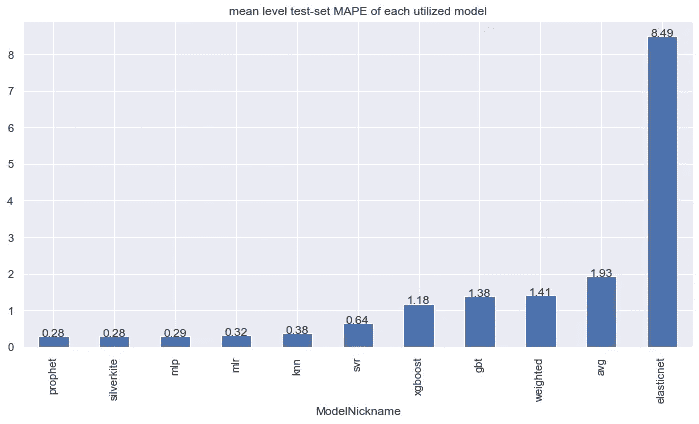 mean level test-set MAPE of each utilized model
8
7
6
5
4
3
2
1
0
0.28
0.28
0.29
0.32
0.38
0.64
1.18
1.38
1.41
1.93
8.49
prophet
silverkite
mlp
mlr
knn
svr
xgboost
gbt
weighted
avg
elasticnet
ModelNickname